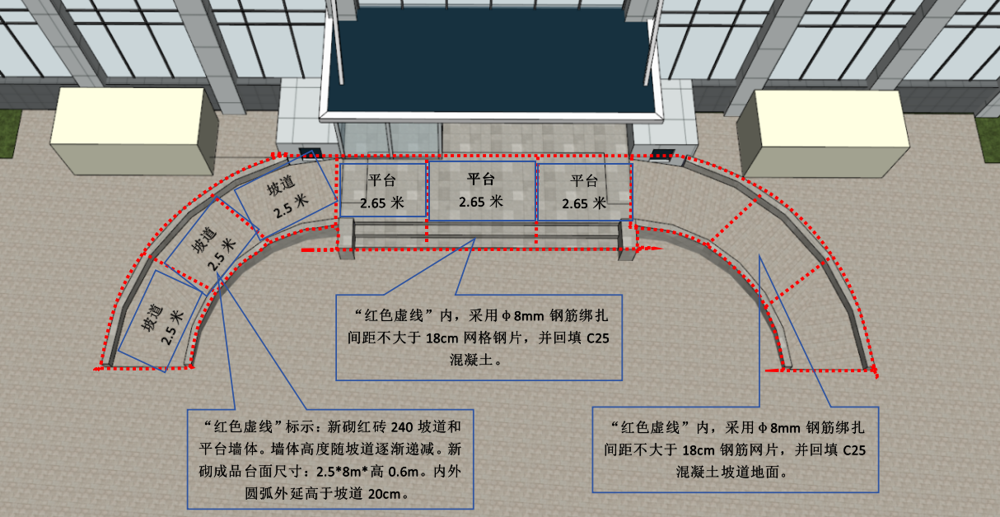 平台
平台
平台
2.65 米
2.65 米
2.65 米
坡道
2.5 米
坡道
2.5 米
坡道
2.5 米
“红色虚线”内，采用φ8mm 钢筋绑扎
间距不大于 18cm 网格钢片，并回填 C25
混凝土。
“红色虚线”标示：新砌红砖 240 坡道和
平台墙体。墙体高度随坡道逐渐递减。新
砌成品台面尺寸：2.5*8m*高 0.6m。内外
圆弧外延高于坡道 20cm。
“红色虚线”内，采用φ8mm 钢筋绑扎
间距不大于 18cm 钢筋网片，并回填 C25
混凝土坡道地面。